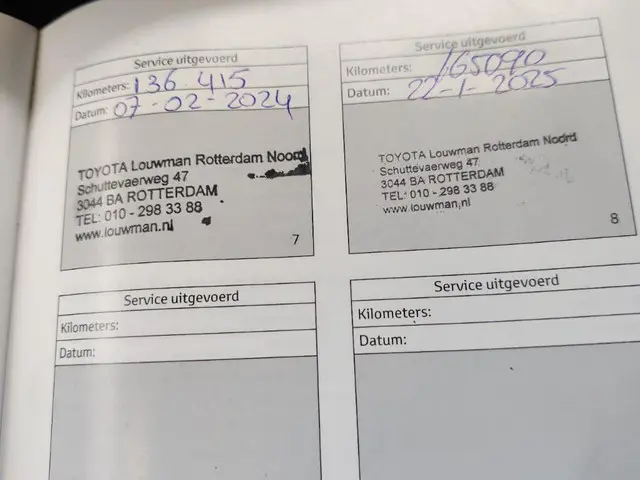 Service uitgevoerd
Kilometers: 136.415
Datum: 07-02-2024
TOYOTA Louwman Rotterdam Noord
Schuttevaerweg 47
3044 BA ROTTERDAM
TEL: 010 - 298 33 88
www.louwman.nl
7
Service uitgevoerd
Kilometers: 165090
Datum: 22-1-2025
TOYOTA Louwman Rotterdam Noord
Schuttevaerweg 47
3044 BA ROTTERDAM
TEL: 010 - 298 33 88
www.louwman.nl
8
Service uitgevoerd
Kilometers:
Datum:
Service uitgevoerd
Kilometers:
Datum: